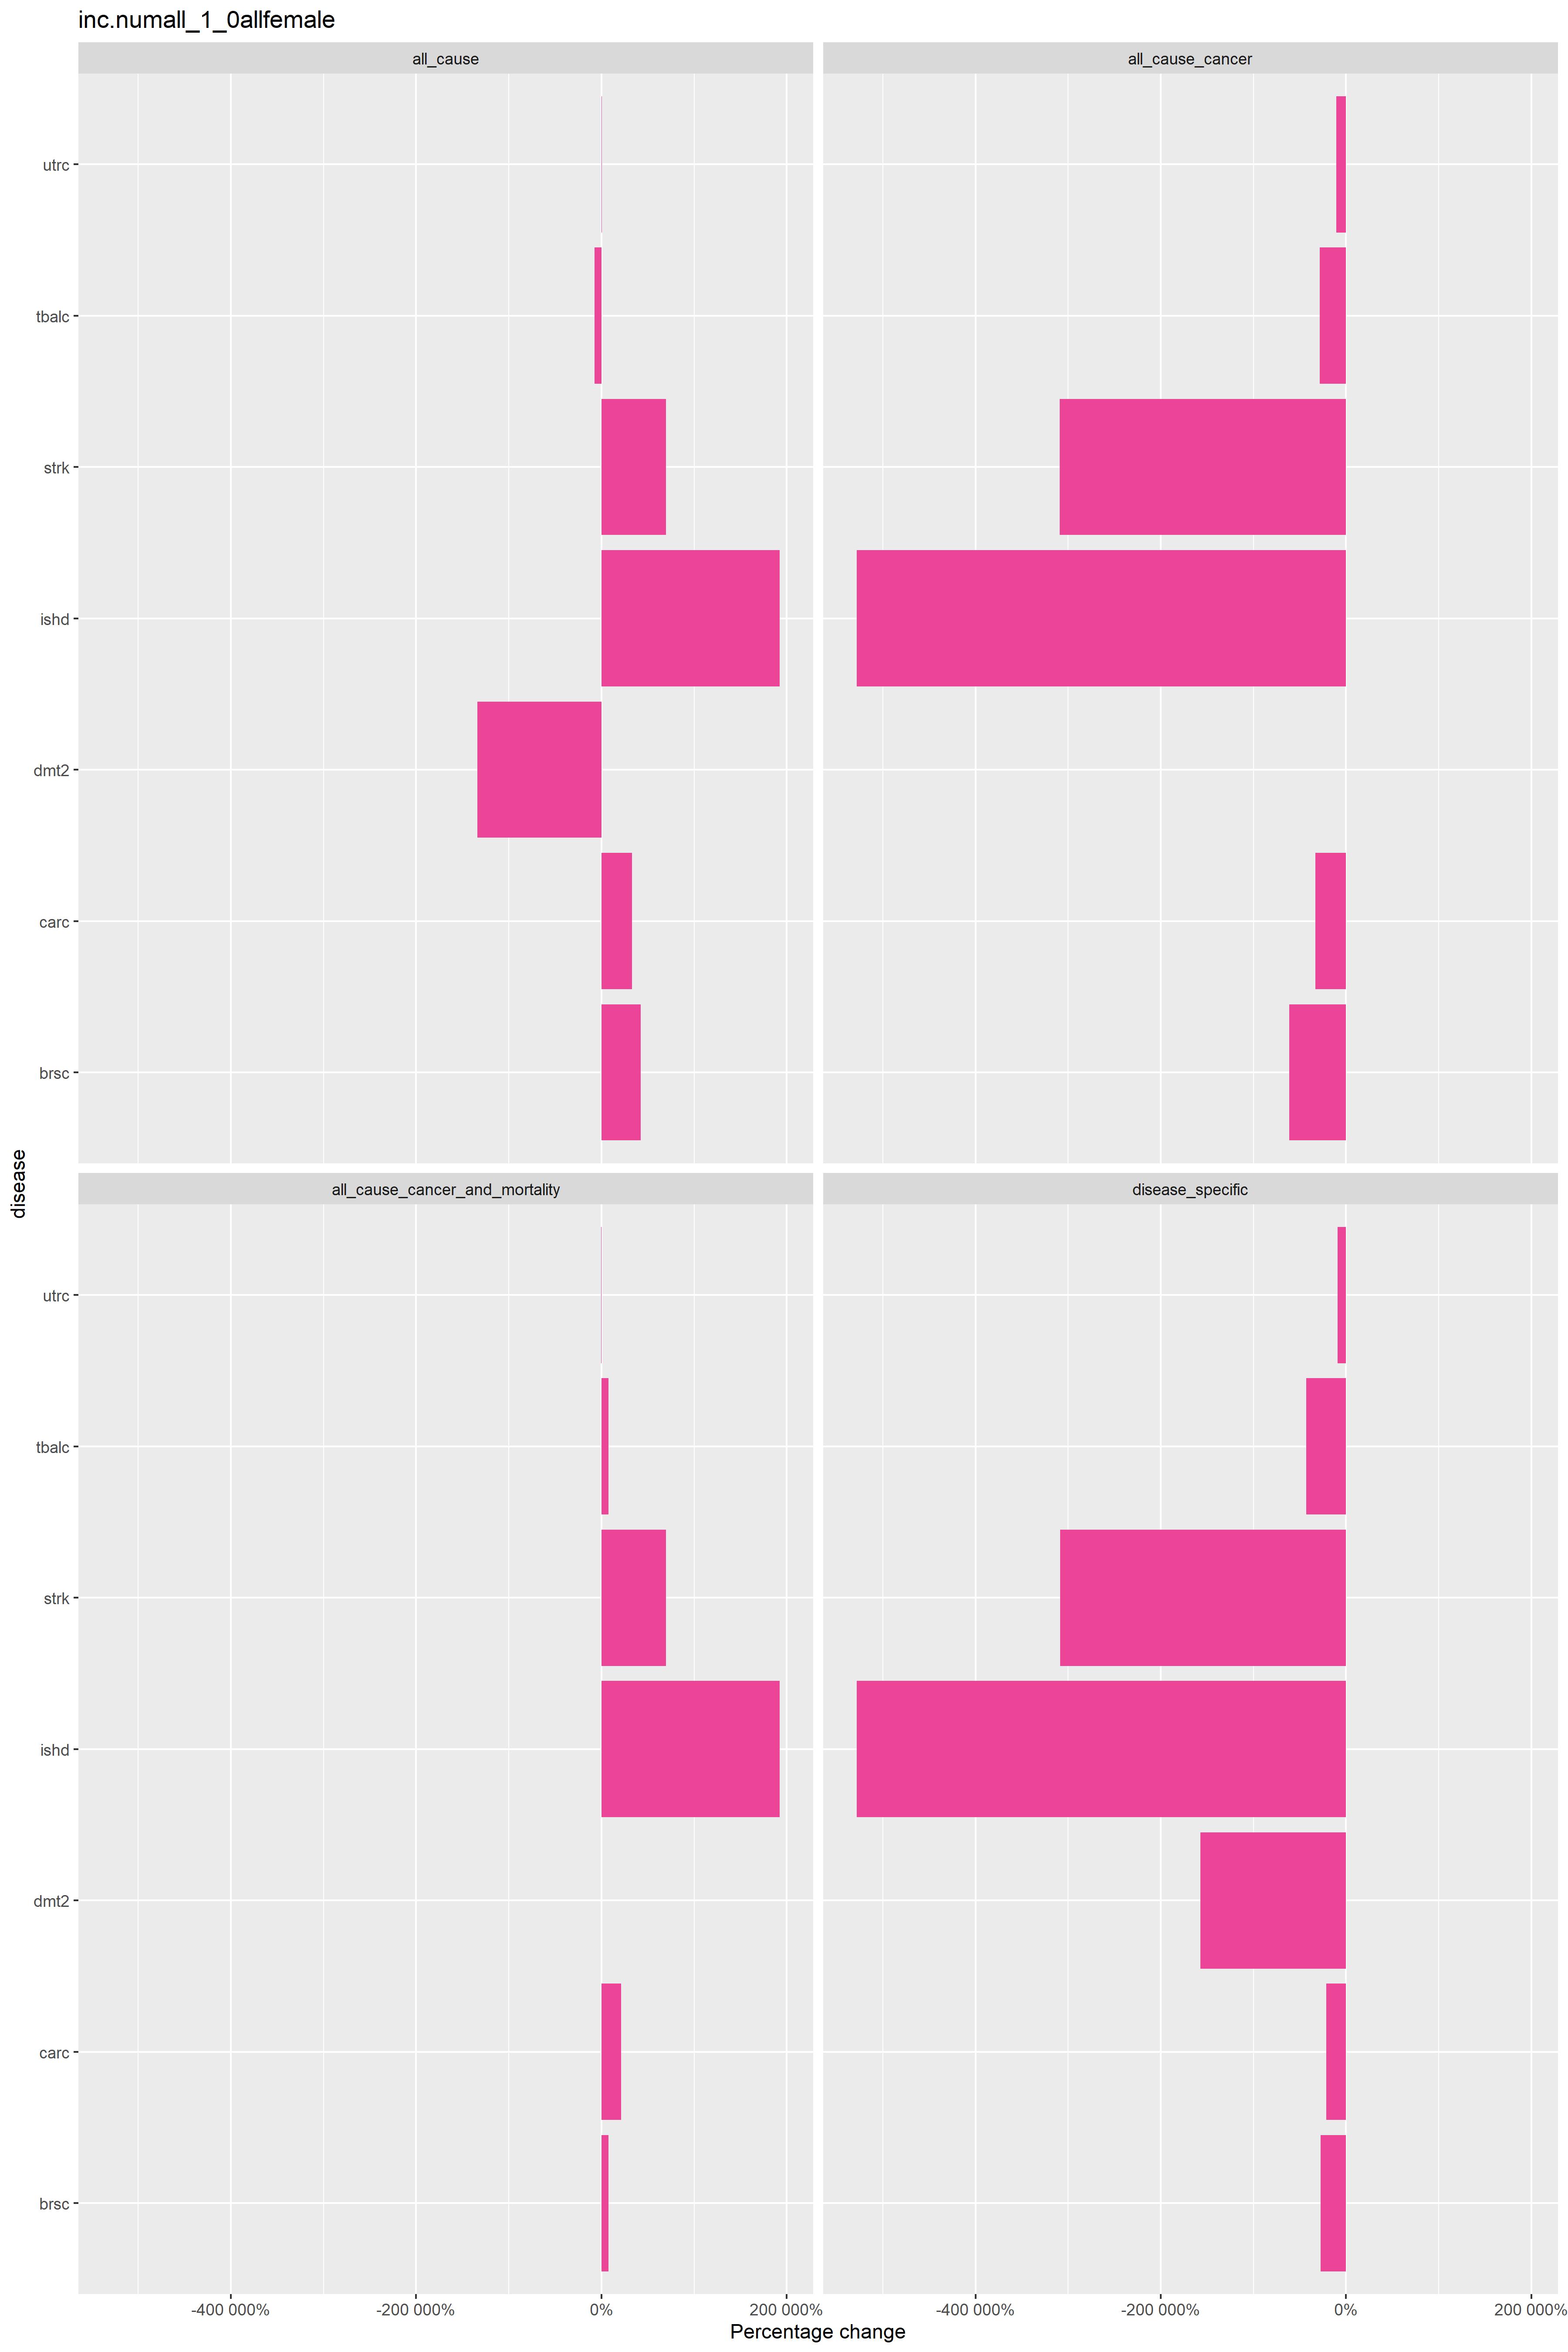 inc.numall_1_0allfemale
all_cause
all_cause_cancer
utrc
tbalc
strk
ishd
dmt2
carc
brsc
disease
all_cause_cancer_and_mortality
disease_specific
utrc
tbalc
strk
ishd
dmt2
carc
brsc
-400 000% -200 000% 0% 200 000% -400 000% -200 000% 0% 200 000%
Percentage change